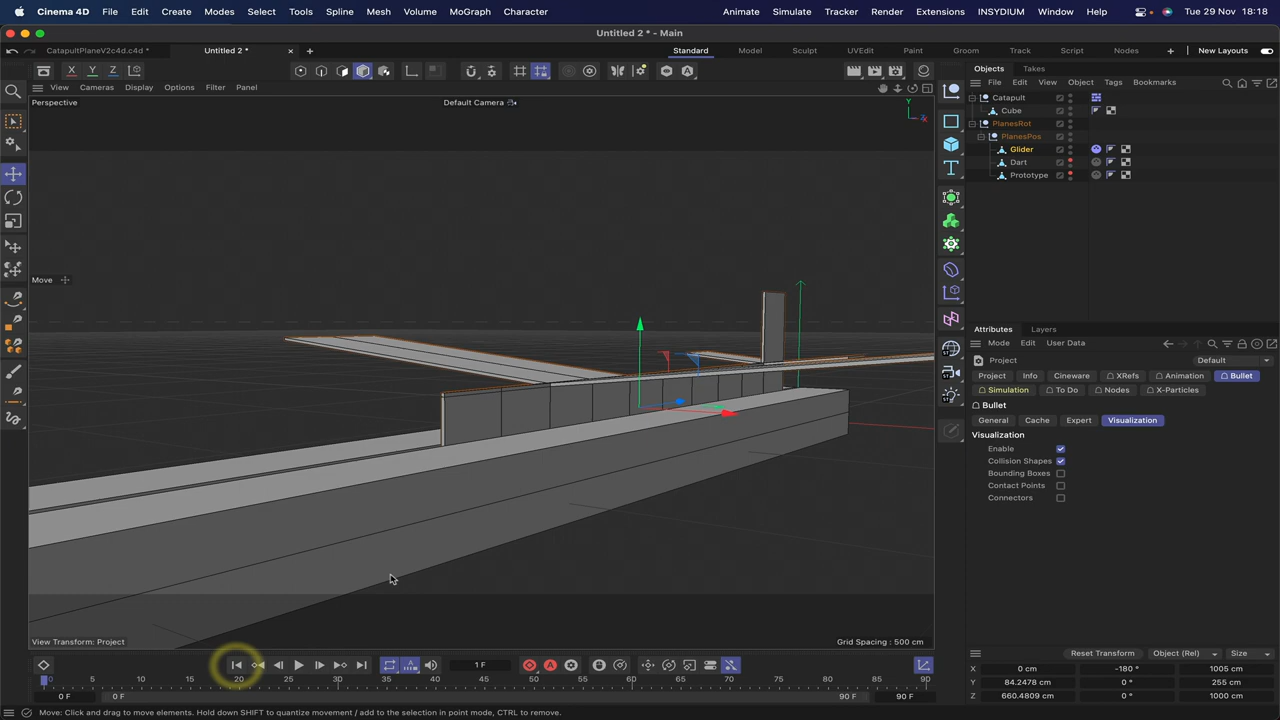 Cinema 4D File Edit Create Modes Select Tools Spline Mesh Volume MoGraph Character Animate Simulate Tracker Render Extensions INSYDIUM Window Help Tue 29 Nov 18:18
Untitled 2 * - Main
CatapultPlaneV2c4d.c4d * Untitled 2 * Standard Model Sculpt UVEdit Paint Groom Track Script Nodes New Layouts
X Y Z
Objects Takes
View Cameras Display Options Filter Panel
File Edit View Object Tags Bookmarks
Perspective Default Camera
Y
Catapult
Cube
PlanesRot
PlanesPos
Glider
Dart
Prototype
Move
Attributes Layers
Mode Edit User Data
Project Default
Project Info Cineware XRefs Animation Bullet
Simulation To Do Nodes X-Particles
Bullet
General Cache Expert Visualization
Visualization
Enable
Collision Shapes
Bounding Boxes
Contact Points
Connectors
View Transform: Project Grid Spacing : 500 cm
1 F
0 5 10 15 20 25 30 35 40 45 50 55 60 65 70 75 80 85 90
0 F 0 F 90 F 90 F
Reset Transform Object (Rel) Size
X 0 cm -180 ° 1005 cm
Y 84.2478 cm 0 ° 255 cm
Z 660.4809 cm 0 ° 1000 cm
Move: Click and drag to move elements. Hold down SHIFT to quantize movement / add to the selection in point mode, CTRL to remove.